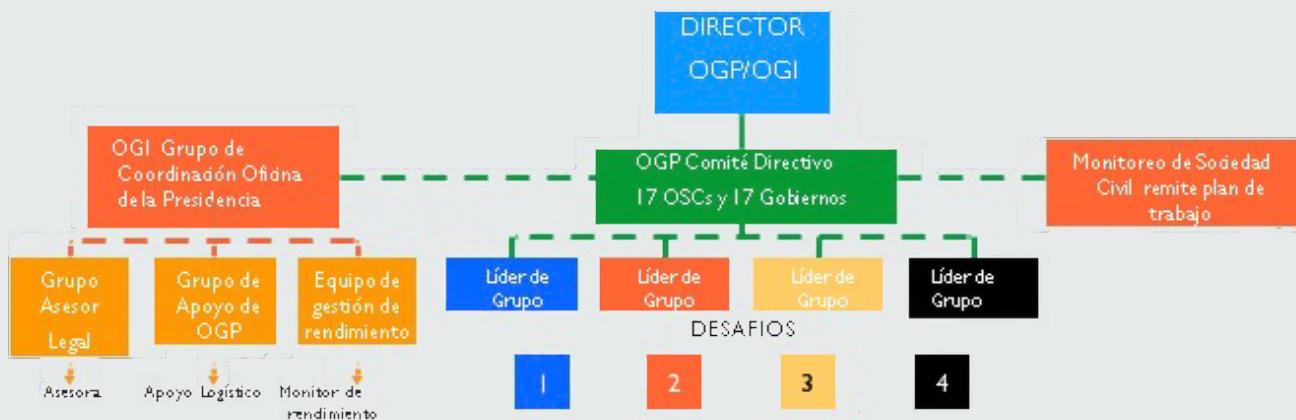 DIRECTOR
OGP/OGI
OGI Grupo de
Coordinación Oficina
de la Presidencia
OGP Comité Directivo
17 OSCs y 17 Gobiernos
Monitoreo de Sociedad
Civil remite plan de
trabajo
Grupo
Asesor
Legal
Grupo de
Apoyo de
OGP
Equipo de
gestión de
rendimiento
Líder de
Grupo
Líder de
Grupo
Líder de
Grupo
Líder de
Grupo
DESAFIOS
1
2
3
4
Asesora
Apoyo Logístico
Monitor de
rendimiento